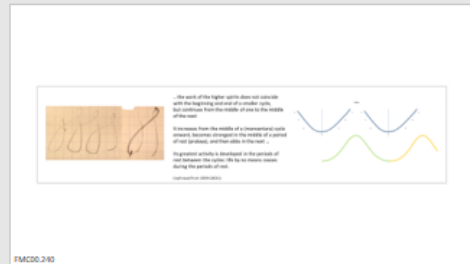 ... the work of the higher spirits does not coincide
with the beginning and end of a smaller cycle,
but continues from the middle of one to the middle
of the next
It increases from the middle of a (manvantara) cycle
onward, becomes strongest in the middle of a period
of rest (pralaya), and then ebbs in the next ...
Its greatest activity is developed in the periods of
rest between the cycles; life by no means ceases
during the periods of rest.
FMC00.240